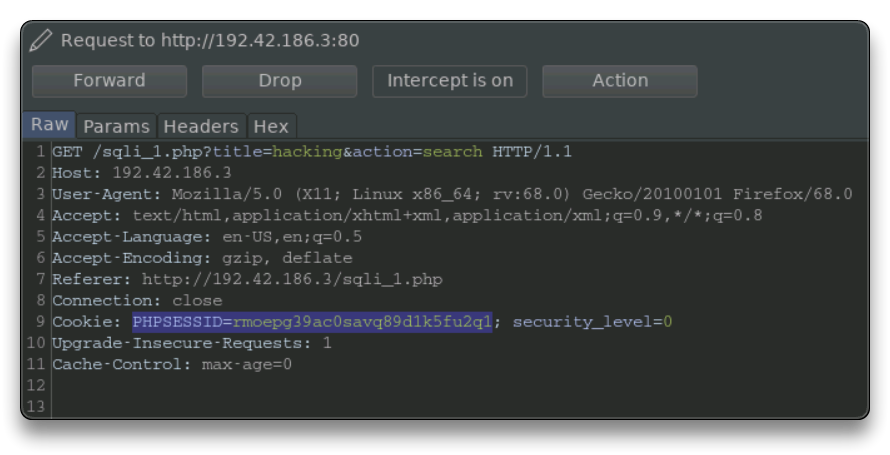 Request to http://192.42.186.3:80
Forward Drop Intercept is on Action
Raw Params Headers Hex
1 GET /sqli_1.php?title=hacking&action=search HTTP/1.1
2 Host: 192.42.186.3
3 User-Agent: Mozilla/5.0 (X11; Linux x86_64; rv:68.0) Gecko/20100101 Firefox/68.0
4 Accept: text/html,application/xhtml+xml,application/xml;q=0.9,*/*;q=0.8
5 Accept-Language: en-US,en;q=0.5
6 Accept-Encoding: gzip, deflate
7 Referer: http://192.42.186.3/sqli_1.php
8 Connection: close
9 Cookie: PHPSESSID=rmoepg39ac0savq89d1k5fu2q1; security_level=0
10 Upgrade-Insecure-Requests: 1
11 Cache-Control: max-age=0
12
13